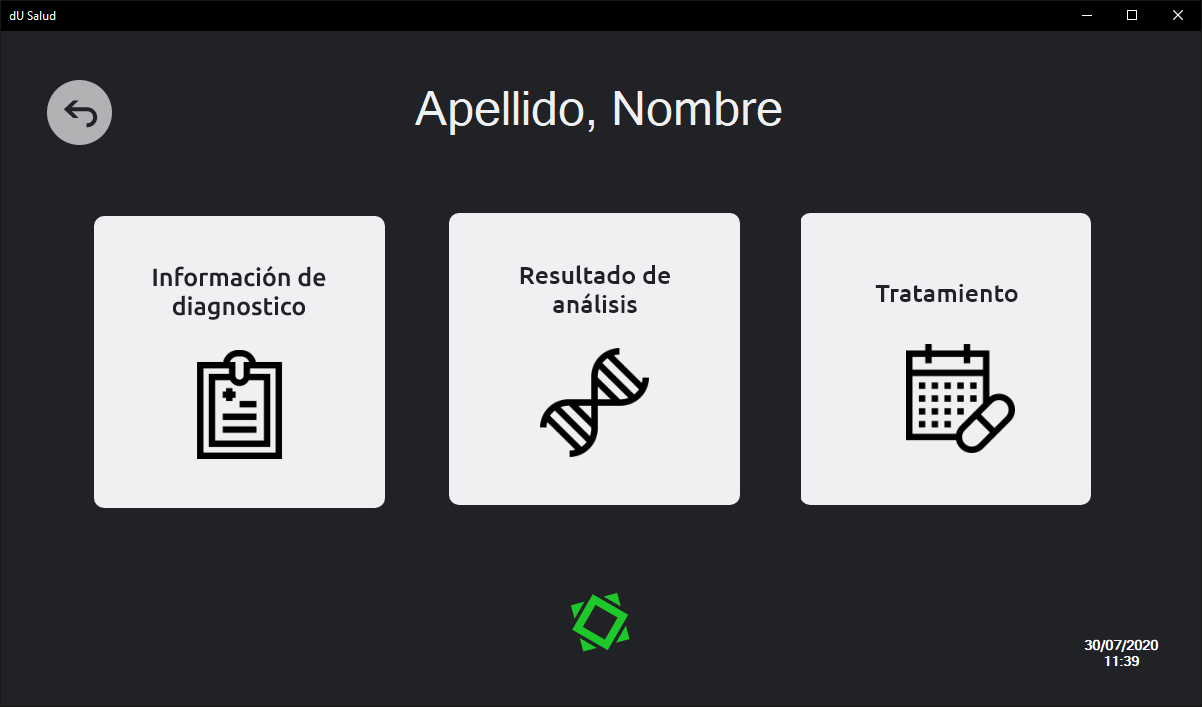 dU Salud
Apellido, Nombre
Información de
diagnostico
Resultado de
análisis
Tratamiento
30/07/2020
11:39